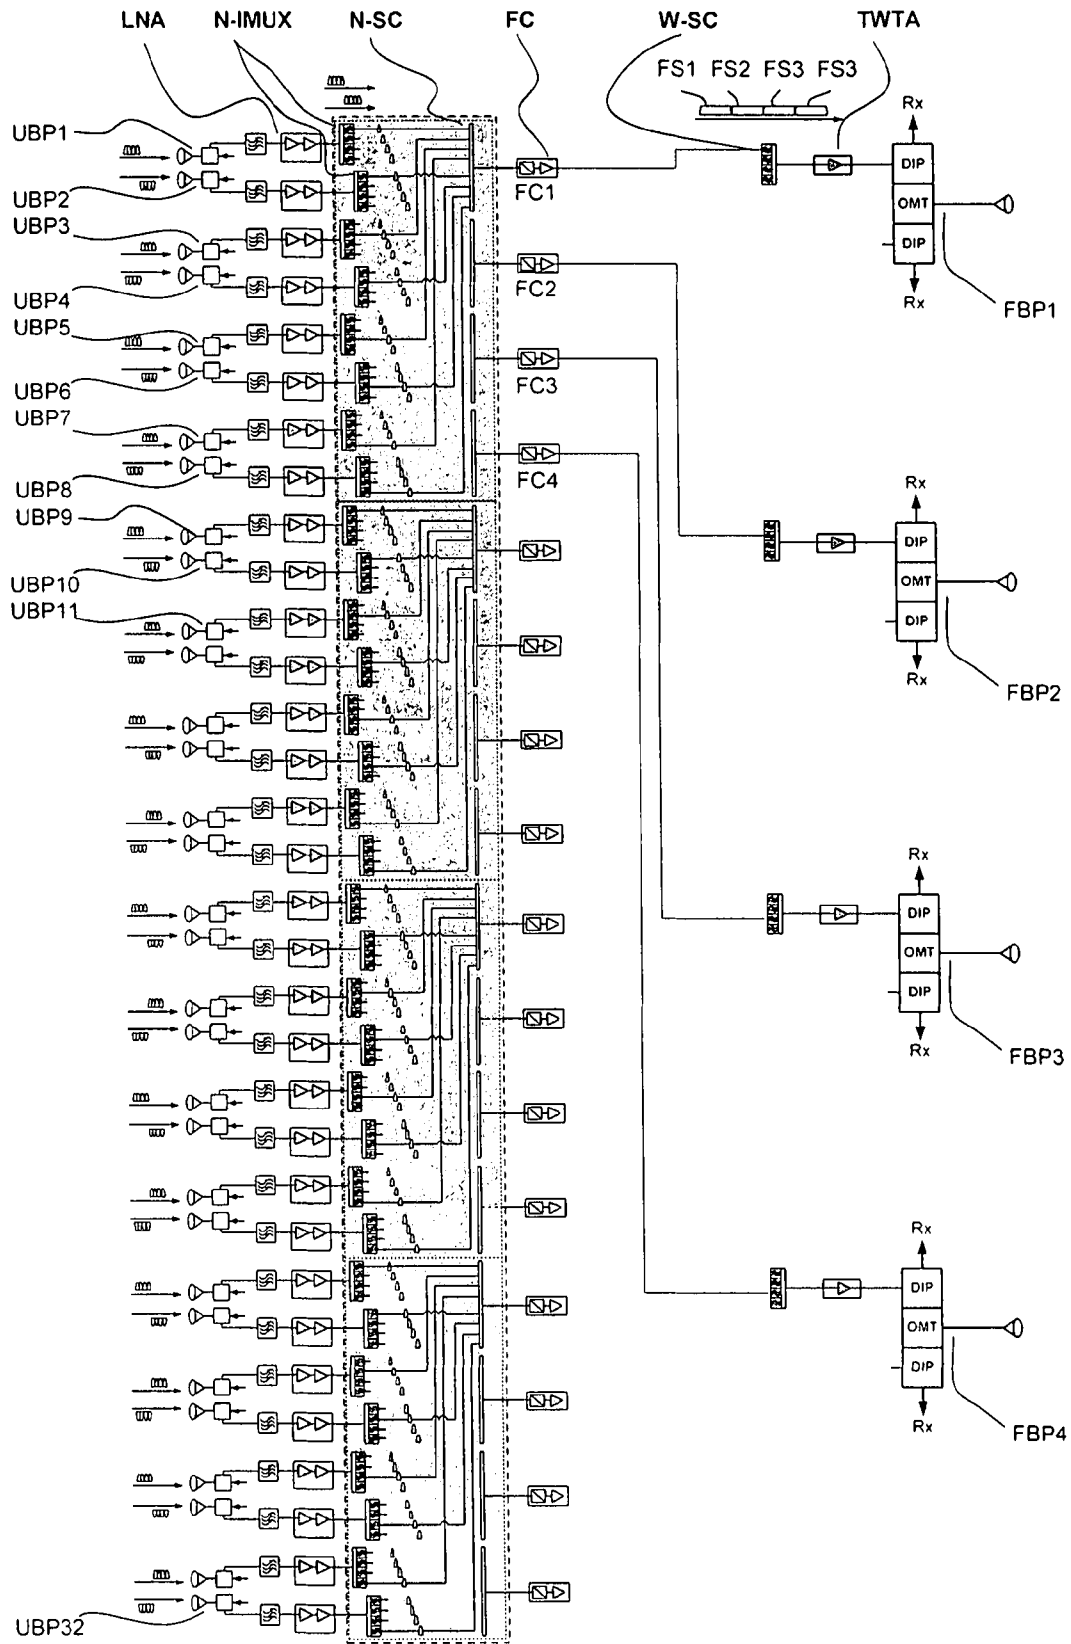 LNA N-IMUX N-SC FC W-SC TWTA
FS1 FS2 FS3 FS3
UBP1
UBP2
UBP3
UBP4
UBP5
UBP6
UBP7
UBP8
UBP9
UBP10
UBP11
UBP32
FC1
FC2
FC3
FC4
Rx
DIP
OMT
DIP
Rx
FBP1
Rx
DIP
OMT
DIP
Rx
FBP2
Rx
DIP
OMT
DIP
Rx
FBP3
Rx
DIP
OMT
DIP
Rx
FBP4